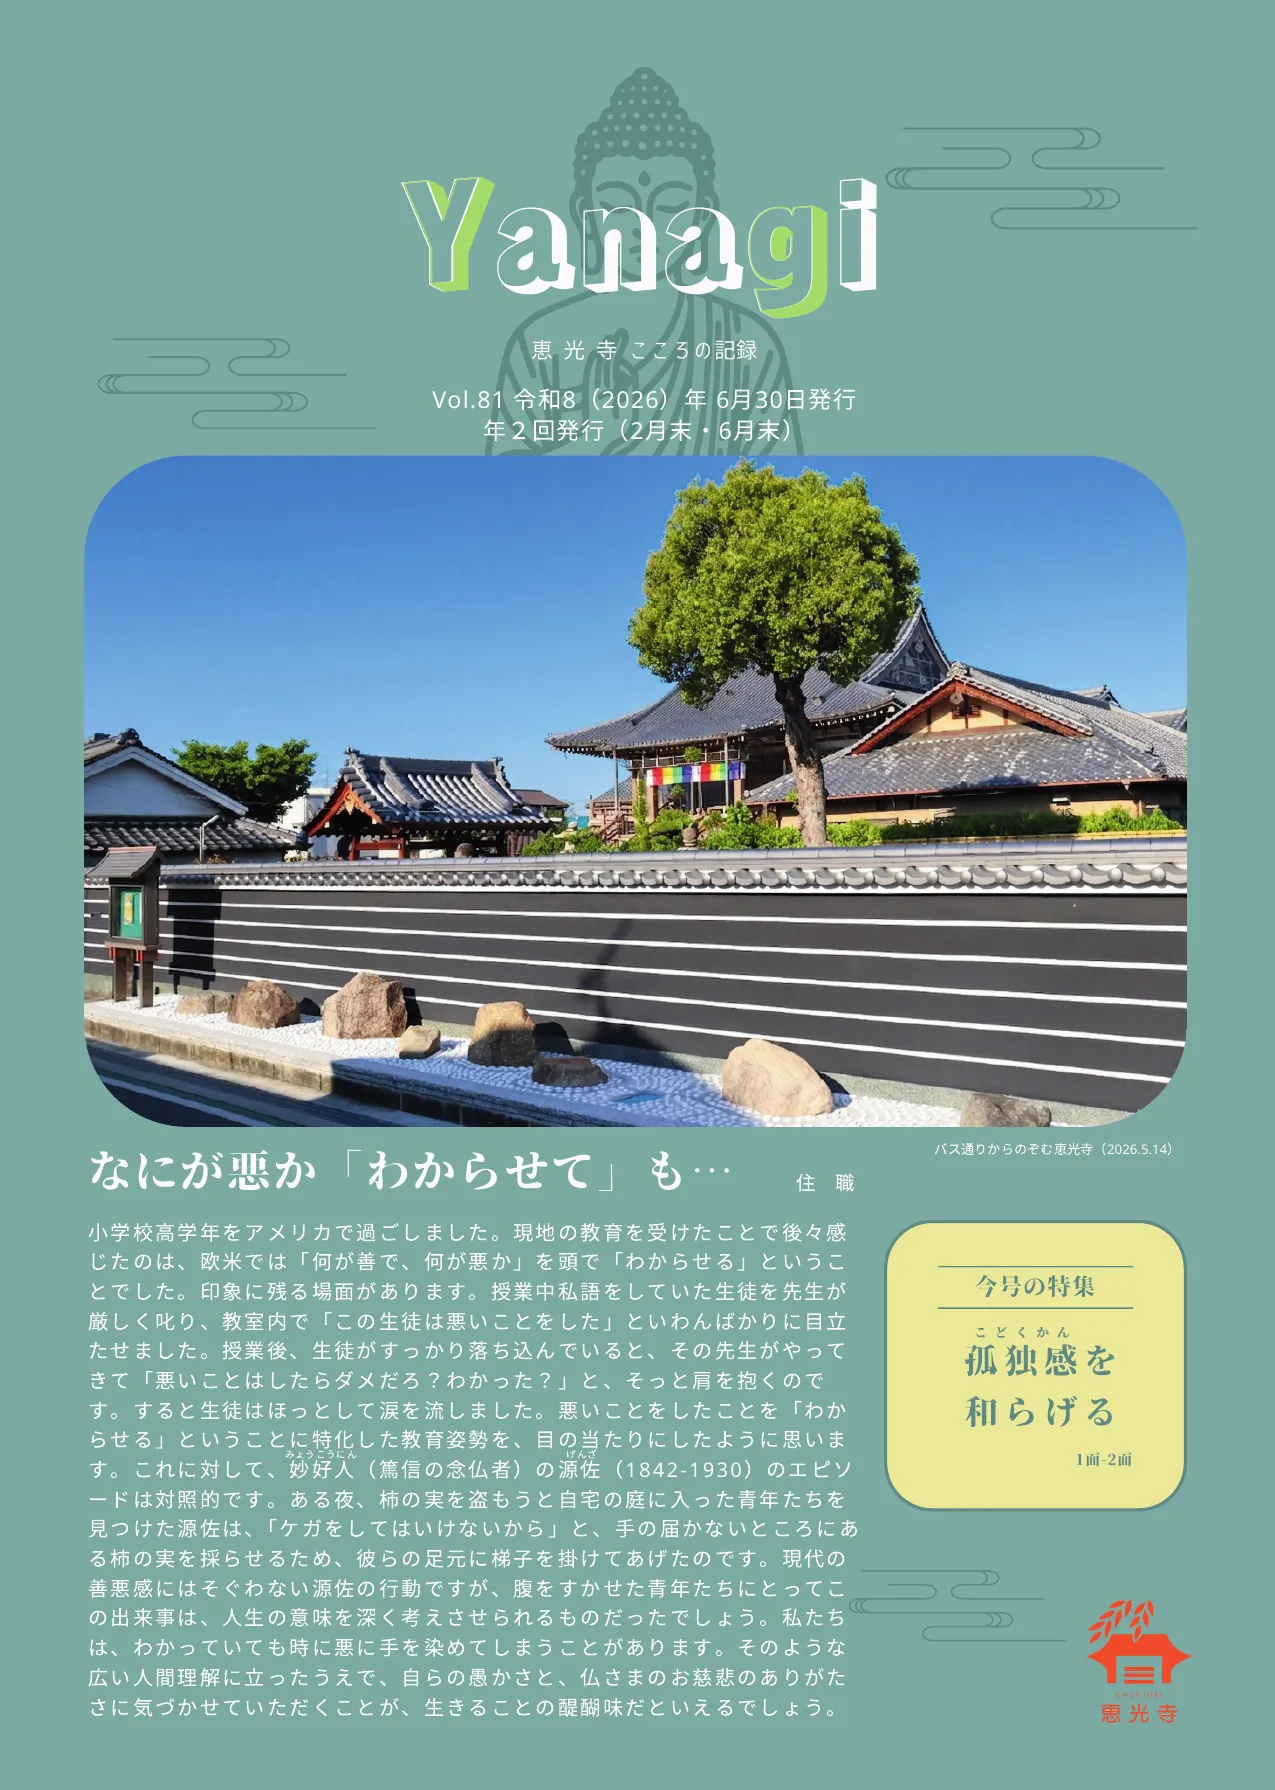 Yanagi
恵 光 寺 こころの記録
Vol.81 令和8（2026）年 6月30日発行
年２回発行（2月末・6月末）
バス通りからのぞむ恵光寺（2026.5.14）
なにが悪か「わからせて」も…
住 職
小学校高学年をアメリカで過ごしました。現地の教育を受けたことで後々感
じたのは、欧米では「何が善で、何が悪か」を頭で「わからせる」というこ
とでした。印象に残る場面があります。授業中私語をしていた生徒を先生が
厳しく叱り、教室内で「この生徒は悪いことをした」といわんばかりに目立
たせました。授業後、生徒がすっかり落ち込んでいると、その先生がやって
きて「悪いことはしたらダメだろ？わかった？」と、そっと肩を抱くので
す。すると生徒はほっとして涙を流しました。悪いことをしたことを「わか
らせる」ということに特化した教育姿勢を、目の当たりにしたように思いま
みょうこうにん げんざ
す。これに対して、妙好人（篤信の念仏者）の源佐（1842-1930）のエピソ
ードは対照的です。ある夜、柿の実を盗もうと自宅の庭に入った青年たちを
見つけた源佐は、「ケガをしてはいけないから」と、手の届かないところにあ
る柿の実を採らせるため、彼らの足元に梯子を掛けてあげたのです。現代の
善悪感にはそぐわない源佐の行動ですが、腹をすかせた青年たちにとってこ
の出来事は、人生の意味を深く考えさせられるものだったでしょう。私たち
は、わかっていても時に悪に手を染めてしまうことがあります。そのような
広い人間理解に立ったうえで、自らの愚かさと、仏さまのお慈悲のありがた
さに気づかせていただくことが、生きることの醍醐味だといえるでしょう。
今号の特集
こどくかん
孤独感を
和らげる
1面-2面
恵光寺